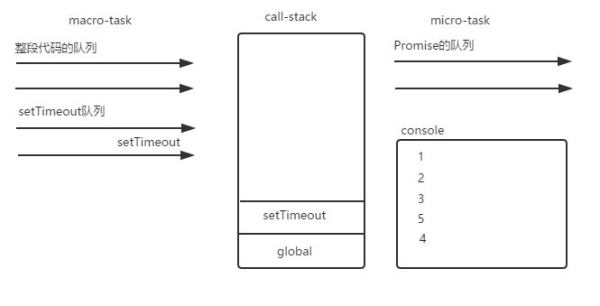 macro-task
整段代码的队列
setTimeout队列
setTimeout
call-stack
setTimeout
global
micro-task
Promise的队列
console
1
2
3
5
4